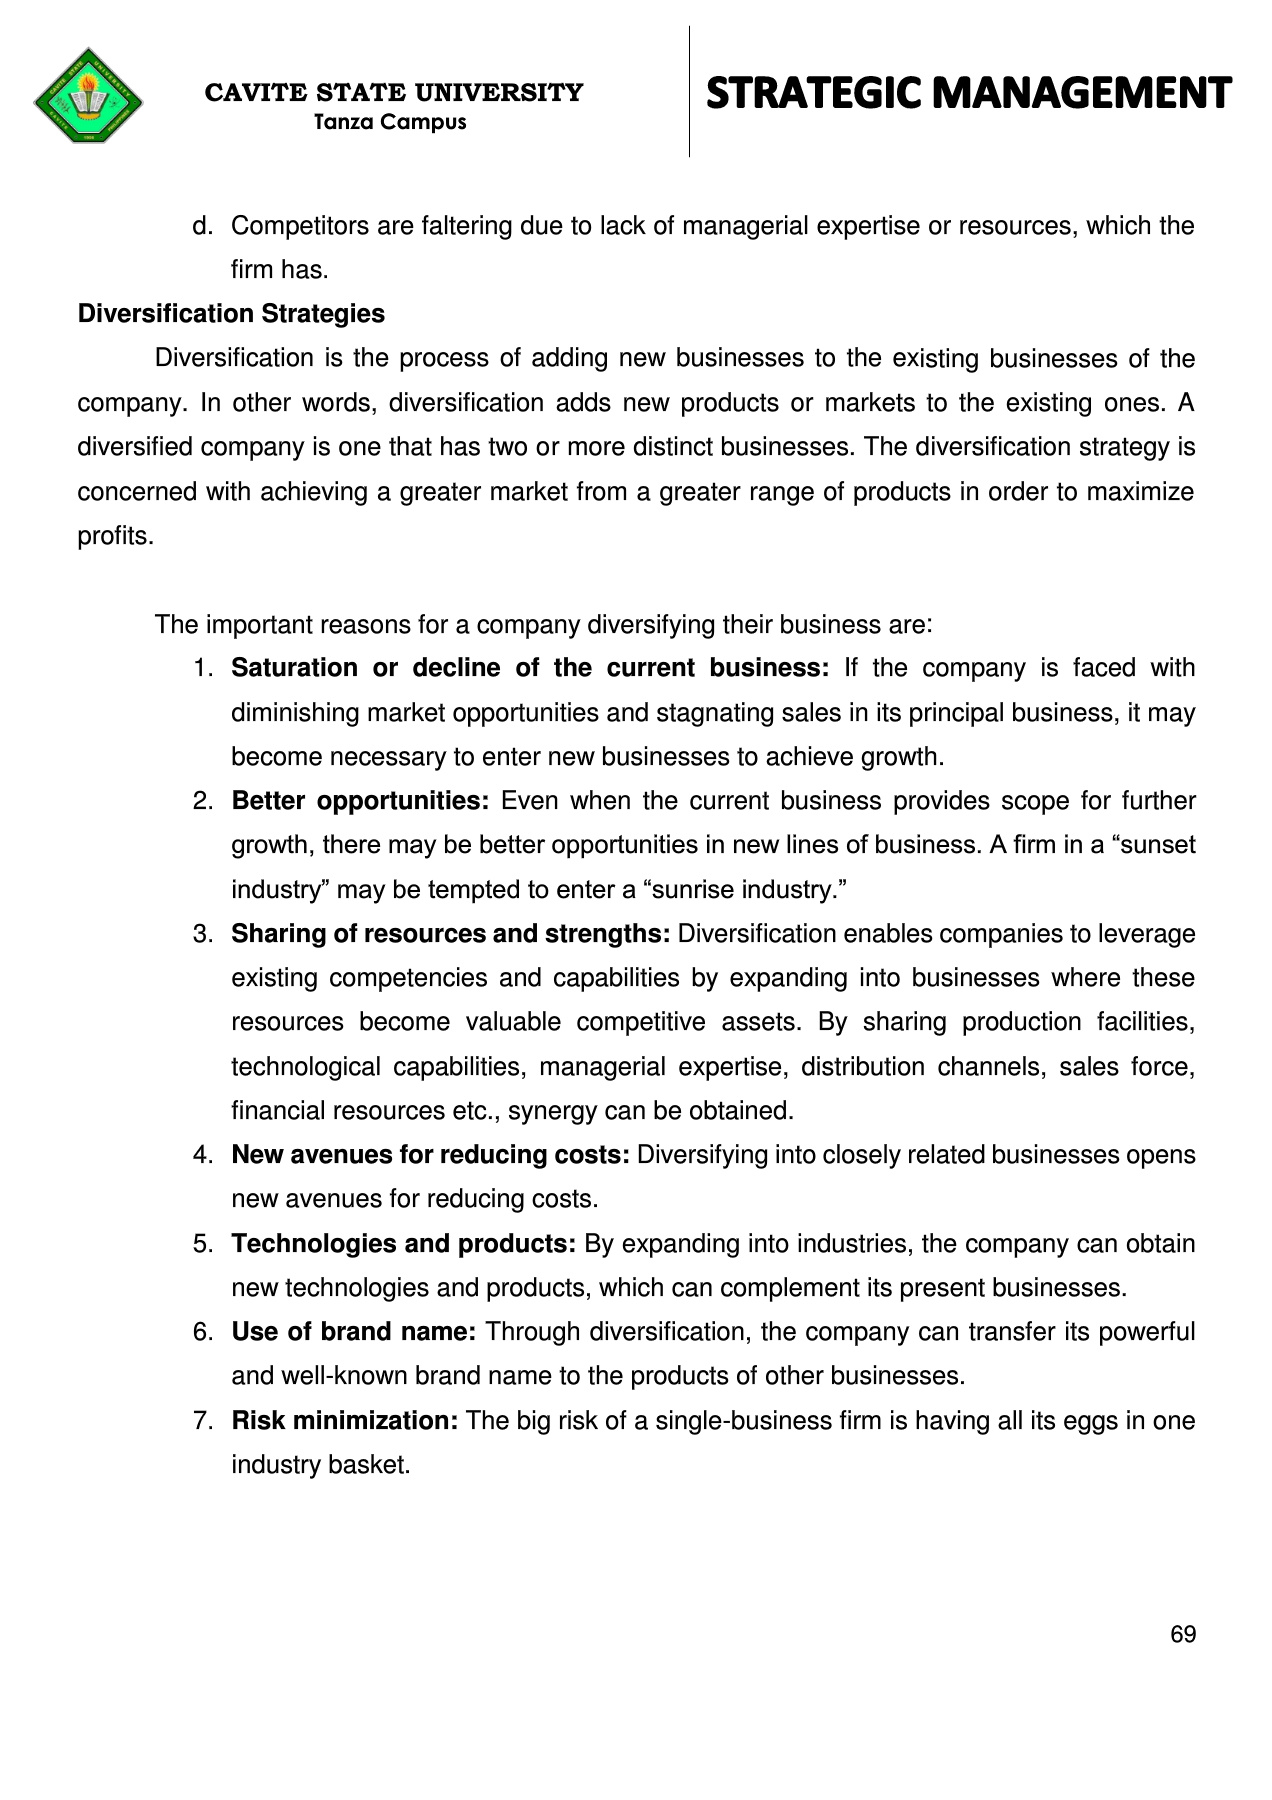 CAVITE STATE UNIVERSITY
Tanza Campus
STRATEGIC MANAGEMENT
d. Competitors are faltering due to lack of managerial expertise or resources, which the
firm has.
Diversification Strategies
Diversification is the process of adding new businesses to the existing businesses of the
company. In other words, diversification adds new products or markets to the existing ones. A
diversified company is one that has two or more distinct businesses. The diversification strategy is
concerned with achieving a greater market from a greater range of products in order to maximize
profits.
The important reasons for a company diversifying their business are:
1. Saturation or decline of the current business: If the company is faced with
diminishing market opportunities and stagnating sales in its principal business, it may
become necessary to enter new businesses to achieve growth.
2. Better opportunities: Even when the current business provides scope for further
growth, there may be better opportunities in new lines of business. A firm in a “sunset
industry” may be tempted to enter a “sunrise industry.”
3. Sharing of resources and strengths: Diversification enables companies to leverage
existing competencies and capabilities by expanding into businesses where these
resources become valuable competitive assets. By sharing production facilities,
technological capabilities, managerial expertise, distribution channels, sales force,
financial resources etc., synergy can be obtained.
4. New avenues for reducing costs: Diversifying into closely related businesses opens
new avenues for reducing costs.
5. Technologies and products: By expanding into industries, the company can obtain
new technologies and products, which can complement its present businesses.
6. Use of brand name: Through diversification, the company can transfer its powerful
and well-known brand name to the products of other businesses.
7. Risk minimization: The big risk of a single-business firm is having all its eggs in one
industry basket.
69